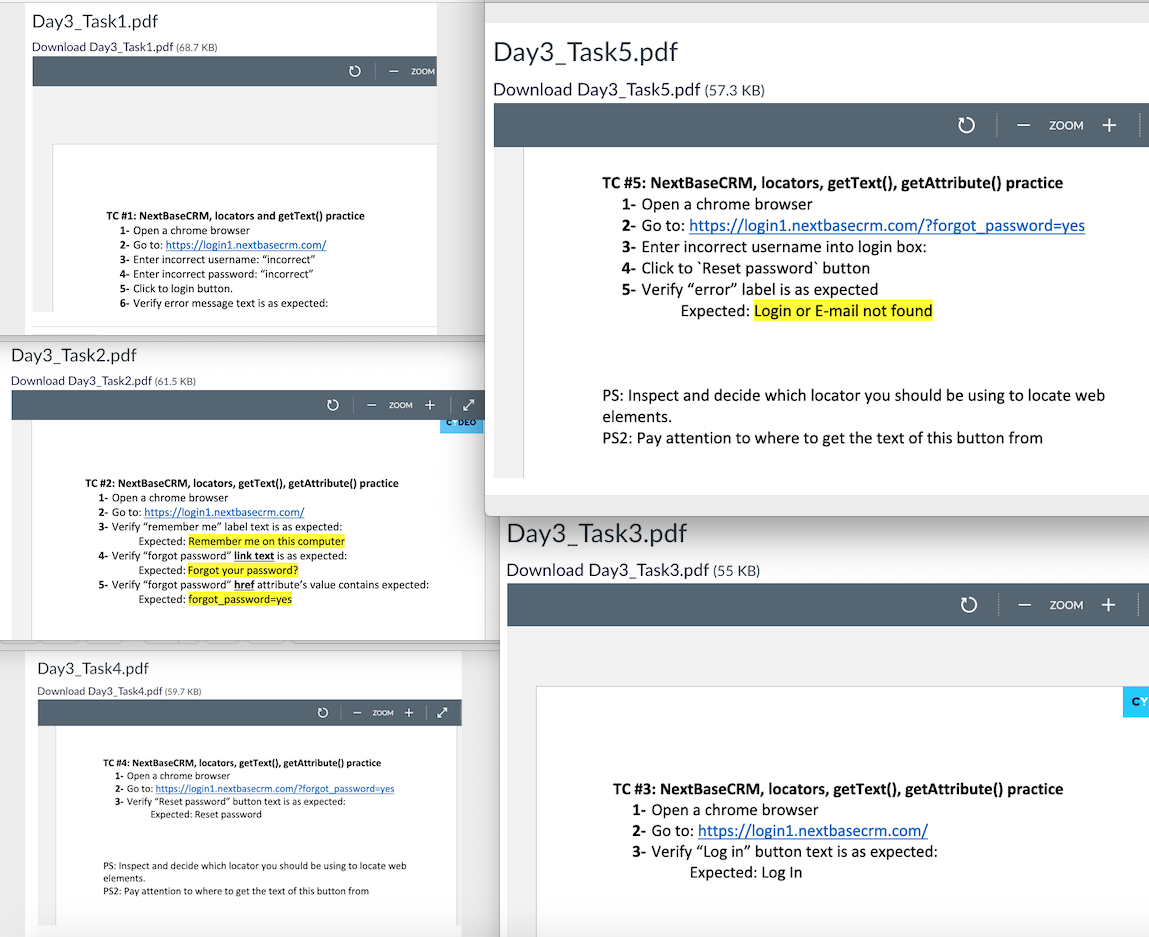 Day3_Task1.pdf
Download Day3_Task1.pdf (68.7 KB)
ZOOM
TC #1: NextBaseCRM, locators and getText() practice
1- Open a chrome browser
2- Go to: https://login1.nextbasecrm.com/
3- Enter incorrect username: “incorrect”
4- Enter incorrect password: “incorrect”
5- Click to login button.
6- Verify error message text is as expected:
Day3_Task2.pdf
Download Day3_Task2.pdf (61.5 KB)
ZOOM
CYDEO
TC #2: NextBaseCRM, locators, getText(), getAttribute() practice
1- Open a chrome browser
2- Go to: https://login1.nextbasecrm.com/
3- Verify “remember me” label text is as expected:
Expected: Remember me on this computer
4- Verify “forgot password” link text is as expected:
Expected: Forgot your password?
5- Verify “forgot password” href attribute’s value contains expected:
Expected: forgot_password=yes
Day3_Task4.pdf
Download Day3_Task4.pdf (59.7 KB)
ZOOM
TC #4: NextBaseCRM, locators, getText(), getAttribute() practice
1- Open a chrome browser
2- Go to: https://login1.nextbasecrm.com/?forgot_password=yes
3- Verify “Reset password” button text is as expected:
Expected: Reset password
PS: Inspect and decide which locator you should be using to locate web
elements.
PS2: Pay attention to where to get the text of this button from
Day3_Task5.pdf
Download Day3_Task5.pdf (57.3 KB)
ZOOM
TC #5: NextBaseCRM, locators, getText(), getAttribute() practice
1- Open a chrome browser
2- Go to: https://login1.nextbasecrm.com/?forgot_password=yes
3- Enter incorrect username into login box:
4- Click to `Reset password` button
5- Verify “error” label is as expected
Expected: Login or E-mail not found
PS: Inspect and decide which locator you should be using to locate web
elements.
PS2: Pay attention to where to get the text of this button from
Day3_Task3.pdf
Download Day3_Task3.pdf (55 KB)
ZOOM
CY
TC #3: NextBaseCRM, locators, getText(), getAttribute() practice
1- Open a chrome browser
2- Go to: https://login1.nextbasecrm.com/
3- Verify “Log in” button text is as expected:
Expected: Log In